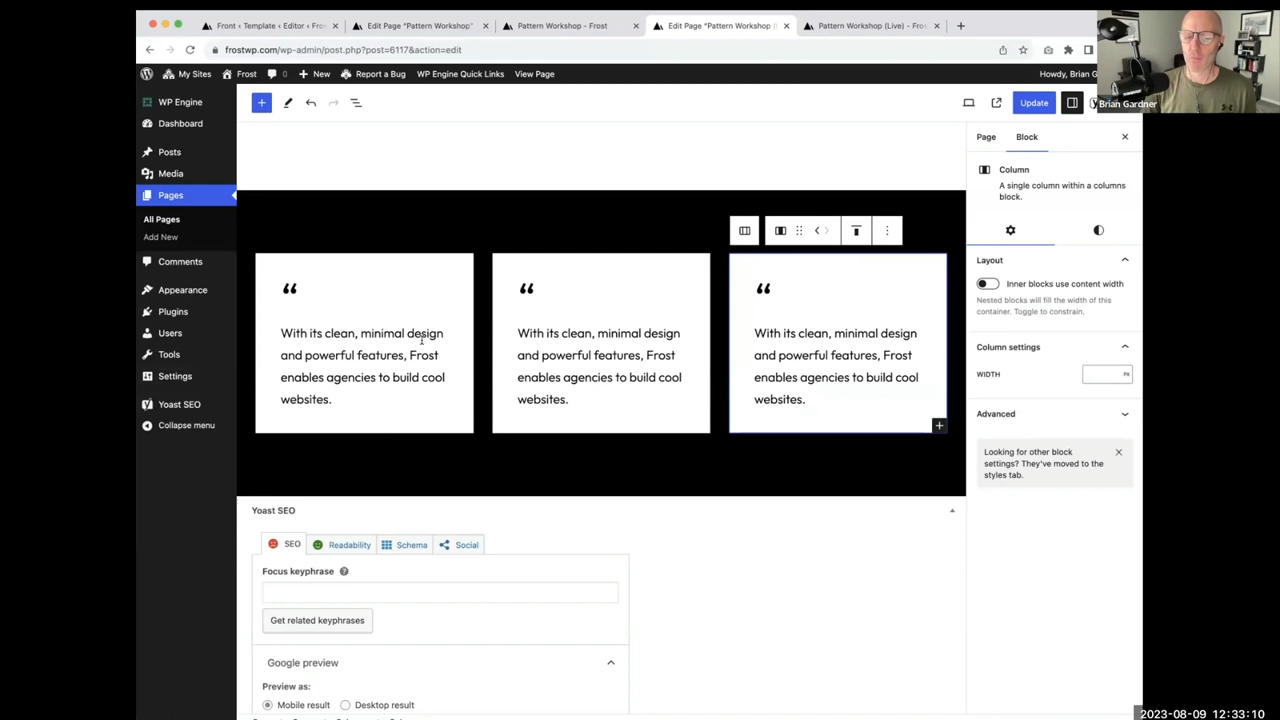 Front ‹ Template ‹ Editor ‹ Fro
Edit Page "Pattern Workshop"
Pattern Workshop - Frost
Edit Page "Pattern Workshop (
Pattern Workshop (Live) - Fros
frostwp.com/wp-admin/post.php?post=6117&action=edit
My Sites
Frost
0
New
Report a Bug
WP Engine Quick Links
View Page
Howdy, Brian G
Brian Gardner
WP Engine
Dashboard
Posts
Media
Pages
All Pages
Add New
Comments
Appearance
Plugins
Users
Tools
Settings
Yoast SEO
Collapse menu
Update
“
With its clean, minimal design
and powerful features, Frost
enables agencies to build cool
websites.
“
With its clean, minimal design
and powerful features, Frost
enables agencies to build cool
websites.
“
With its clean, minimal design
and powerful features, Frost
enables agencies to build cool
websites.
Page
Block
Column
A single column within a columns
block.
Layout
Inner blocks use content width
Nested blocks will fill the width of this
container. Toggle to constrain.
Column settings
WIDTH
PX
Advanced
Looking for other block
settings? They've moved to the
styles tab.
Yoast SEO
SEO
Readability
Schema
Social
Focus keyphrase
Get related keyphrases
Google preview
Preview as:
Mobile result
Desktop result
2023-08-09 12:33:10